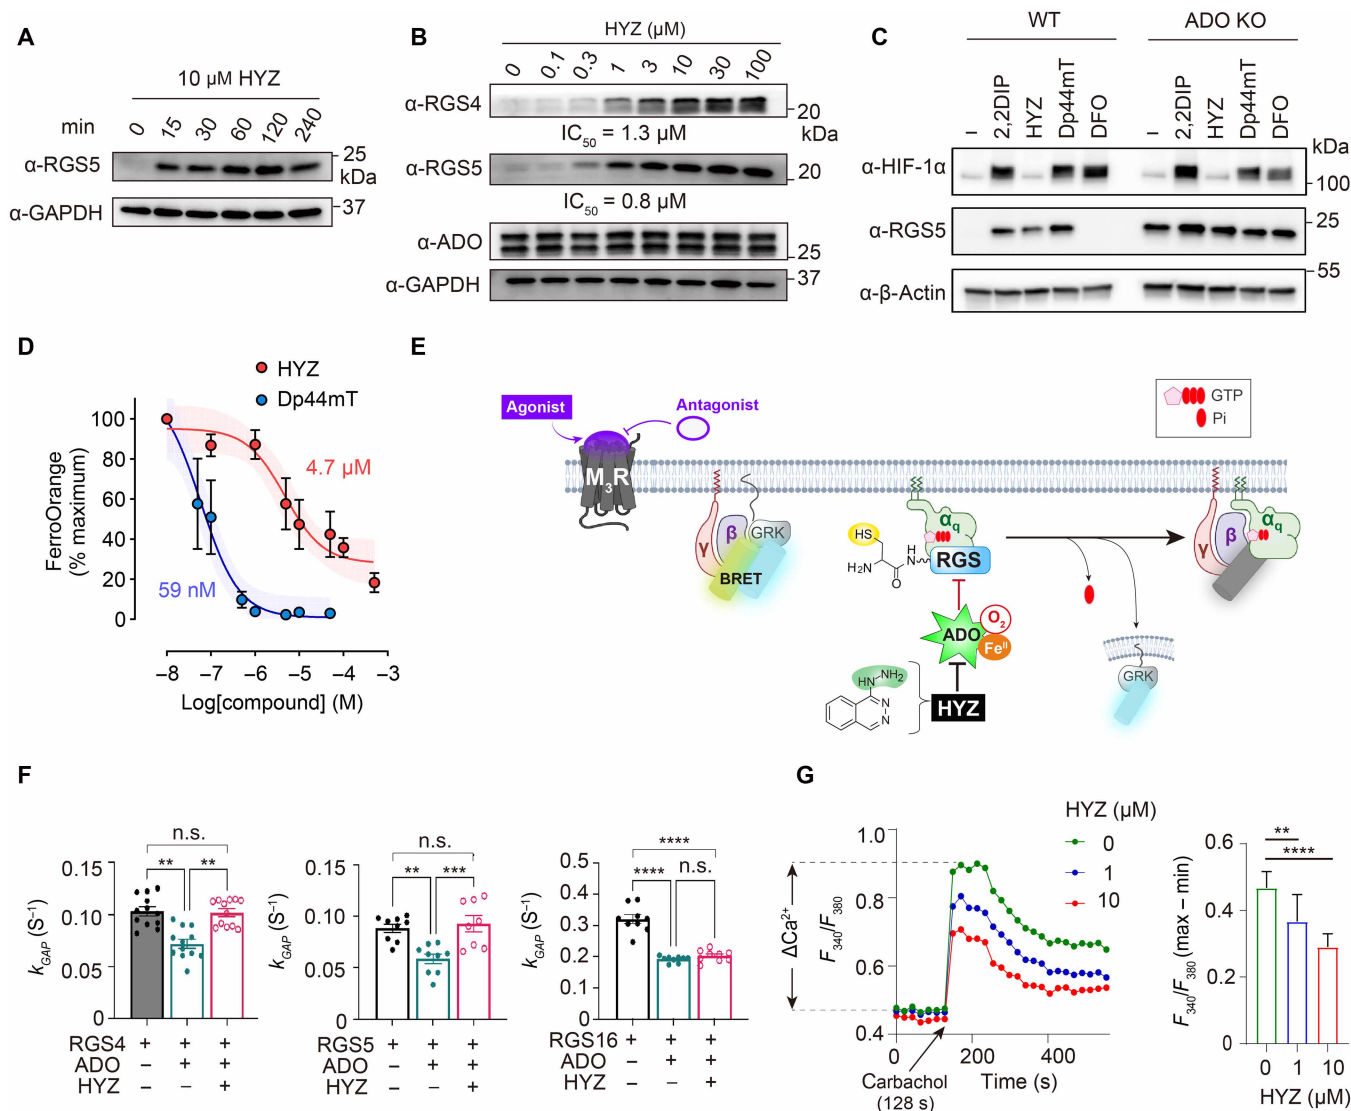 A
10 µM HYZ
min 0 15 30 60 120 240
α-RGS5
25
kDa
α-GAPDH
37
B
HYZ (µM)
0 0.1 0.3 1 3 10 30 100
α-RGS4
20
kDa
IC50 = 1.3 µM
α-RGS5
20
IC50 = 0.8 µM
α-ADO
25
α-GAPDH
37
C
WT ADO KO
– 2,2DIP HYZ Dp44mT DFO – 2,2DIP HYZ Dp44mT DFO
kDa
α-HIF-1α
100
α-RGS5
25
55
α-β-Actin
D
HYZ
Dp44mT
FerroOrange
(% maximum)
100
80
60
40
20
0
4.7 µM
59 nM
−8 −7 −6 −5 −4 −3
Log[compound] (M)
E
Agonist
Antagonist
M3R
GTP
Pi
γ β GRK
BRET
αq
HS
H2N
O
H
N
RGS
ADO
O2
FeII
HN NH2
N
N
HYZ
γ β αq
GRK
F
n.s.
** **
kGAP (S−1)
0.15
0.10
0.05
0
RGS4 + + +
ADO – + +
HYZ – – +
n.s.
** ***
kGAP (S−1)
0.15
0.10
0.05
0
RGS5 + + +
ADO – + +
HYZ – – +
****
**** n.s.
kGAP (S−1)
0.5
0.4
0.3
0.2
0.1
0
RGS16 + + +
ADO – + +
HYZ – – +
G
HYZ (µM)
0
1
10
ΔCa2+
F340/F380
1.0
0.8
0.6
0.4
0 200 400
Carbachol
(128 s)
Time (s)
**
****
F340/F380 (max – min)
0.6
0.4
0.2
0
0 1 10
HYZ (µM)